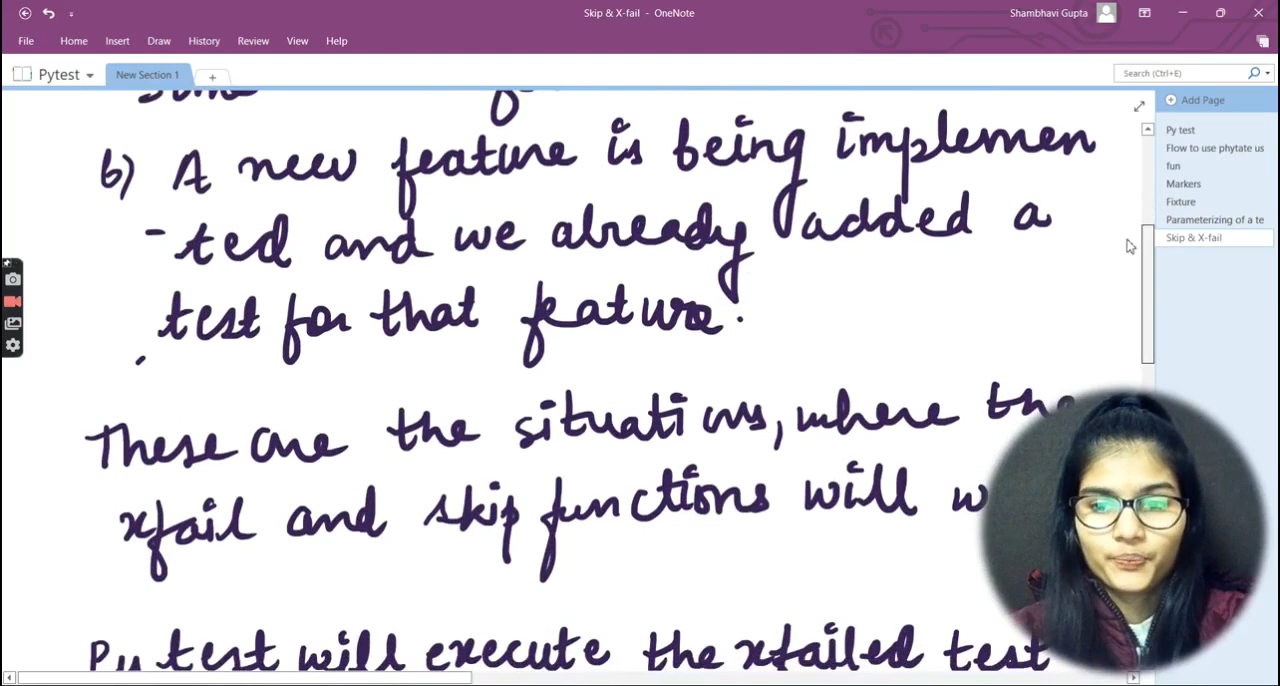 Skip & X-fail - OneNote
Shambhavi Gupta
File Home Insert Draw History Review View Help
Pytest New Section 1 +
Search (Ctrl+E)
Add Page
Py test
Flow to use phytate us
fun
Markers
Fixture
Parameterizing of a te
Skip & X-fail
b) A new feature is being implemen
-ted and we already added a
test for that feature.
These are the situations, where the
xfail and skip functions will w
Py test will execute the xfailed test